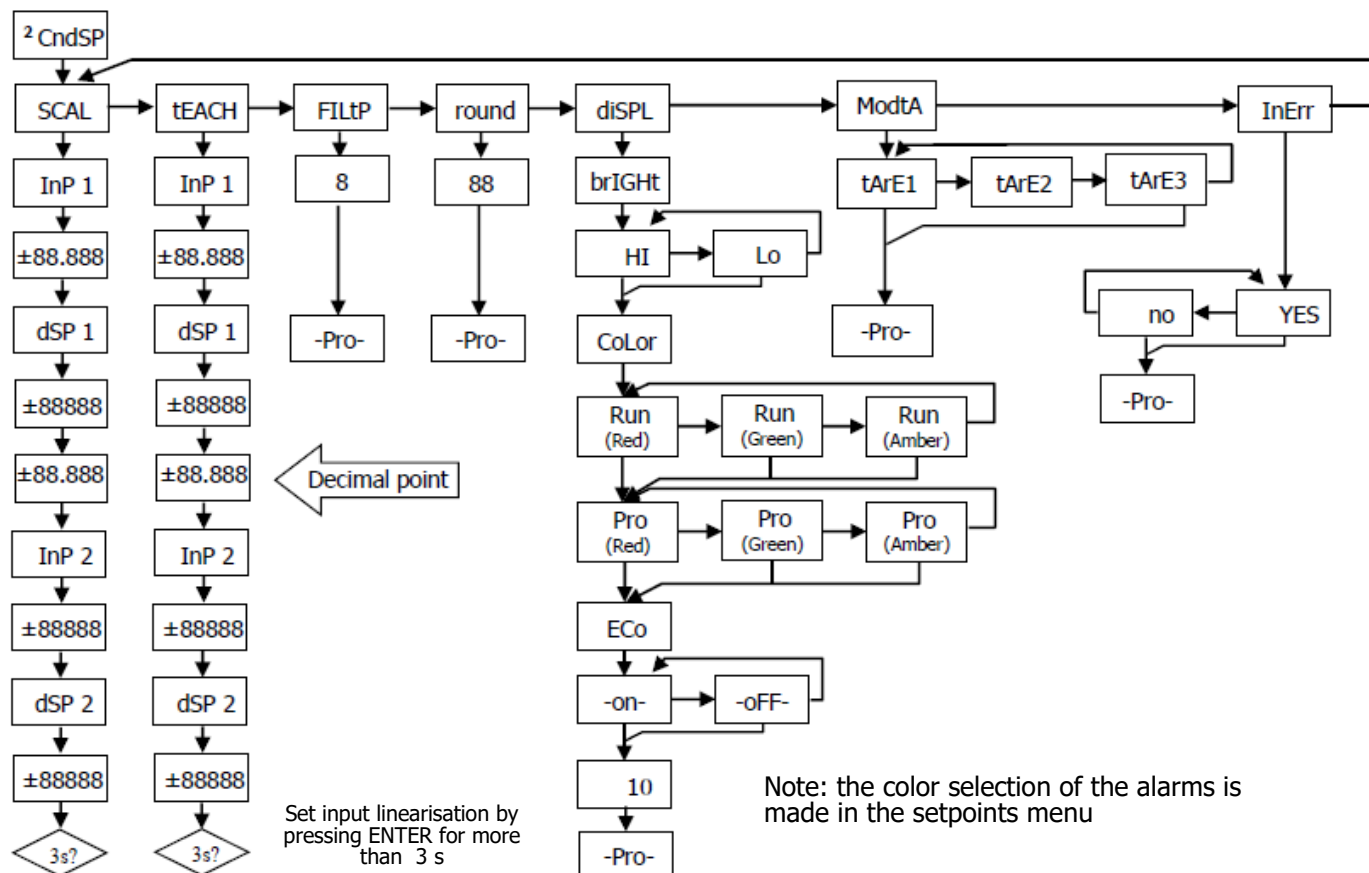 ² CndSP
SCAL
tEACH
FILtP
round
diSPL
ModtA
InErr
InP 1
InP 1
8
88
brIGHt
tArE1
tArE2
tArE3
±88.888
±88.888
HI
Lo
dSP 1
dSP 1
-Pro-
-Pro-
CoLor
-Pro-
no
YES
-Pro-
±88888
±88888
Run
(Red)
Run
(Green)
Run
(Amber)
±88.888
±88.888
Decimal point
Pro
(Red)
Pro
(Green)
Pro
(Amber)
InP 2
InP 2
±88888
±88888
ECo
dSP 2
dSP 2
-on-
-oFF-
±88888
±88888
10
3s?
3s?
Set input linearisation by
pressing ENTER for more
than 3 s
-Pro-
Note: the color selection of the alarms is
made in the setpoints menu